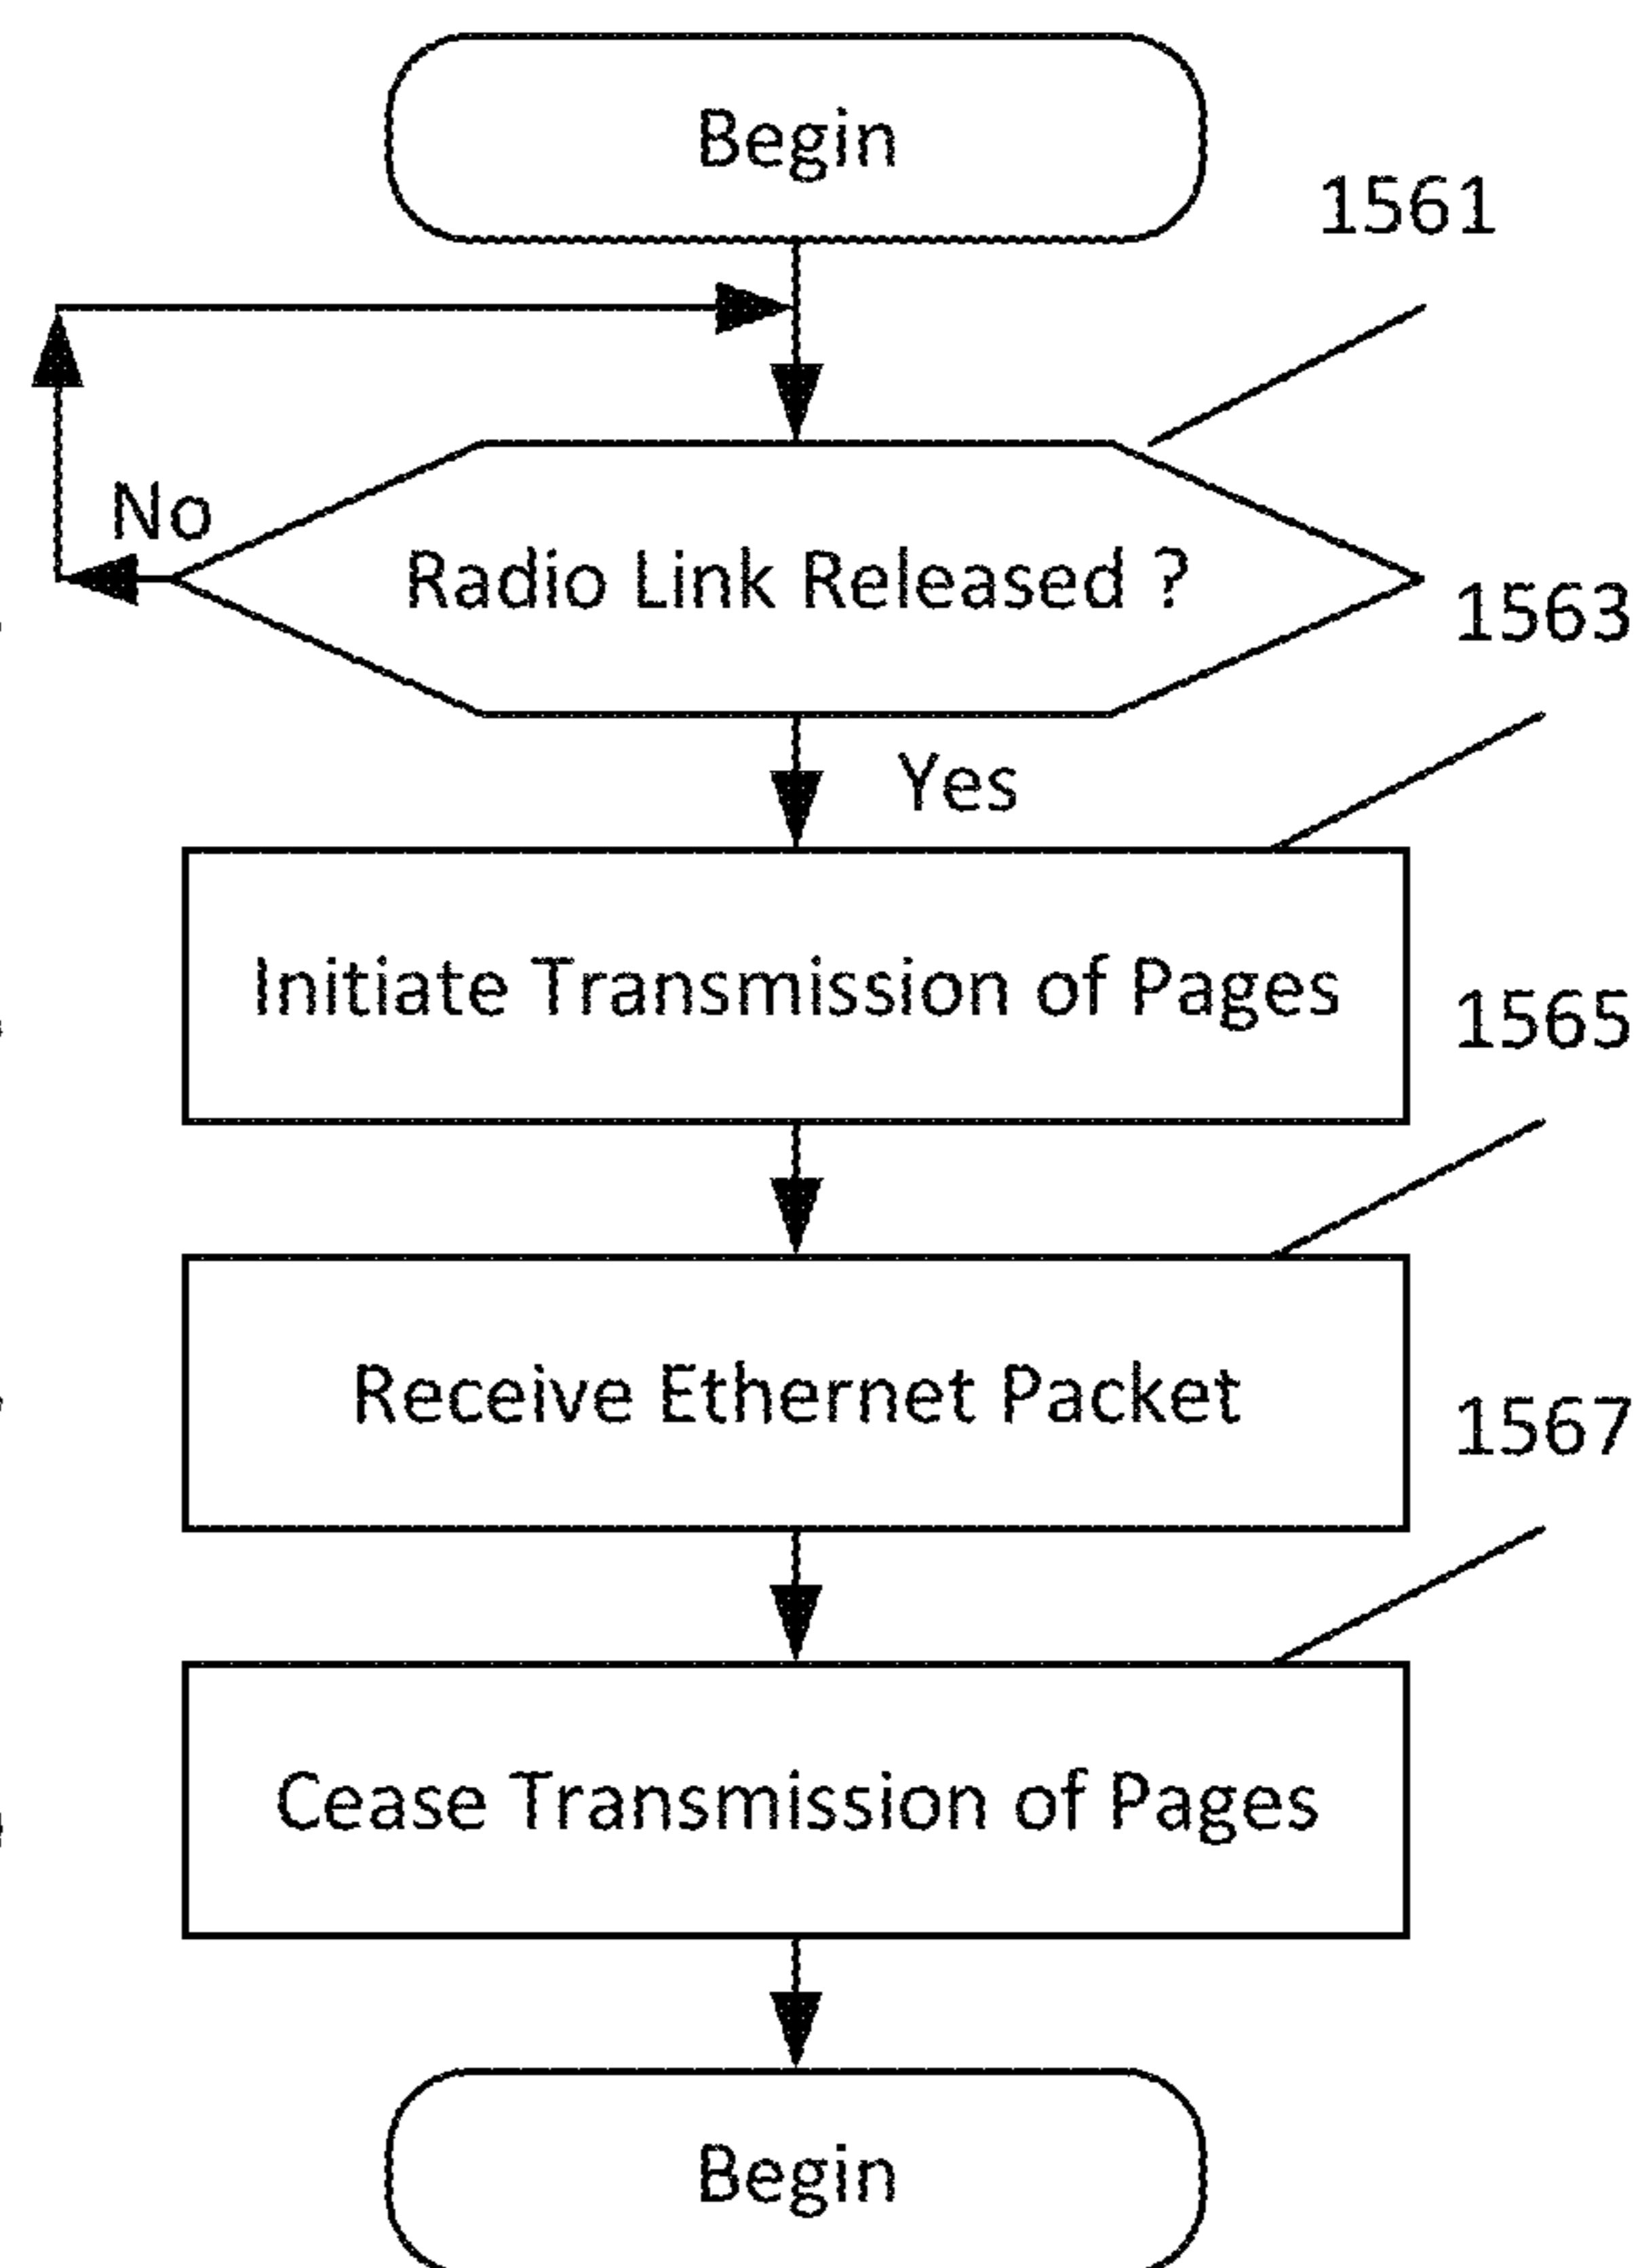 Begin
1561
No
Radio Link Released ?
1563
Yes
Initiate Transmission of Pages
1565
Receive Ethernet Packet
1567
Cease Transmission of Pages
Begin